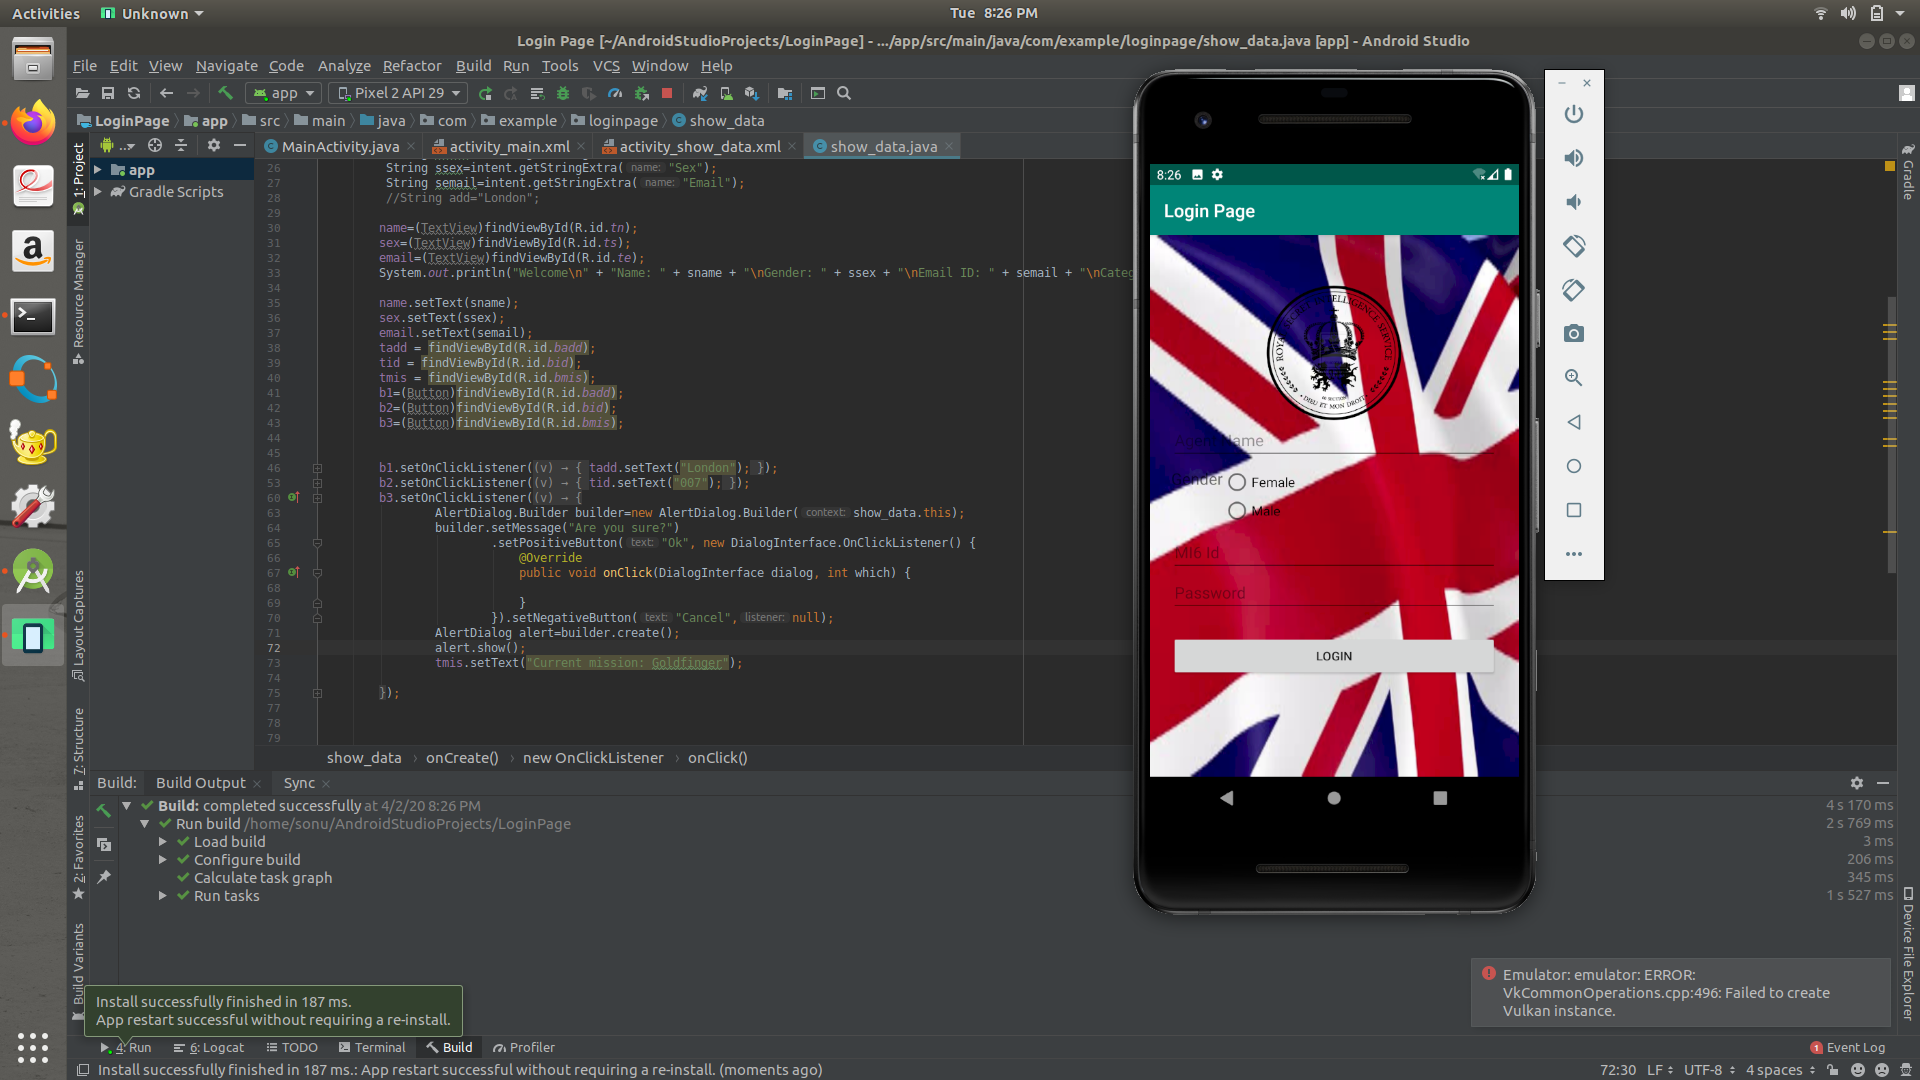 Activities
Unknown
Tue 8:26 PM
Login Page [~/AndroidStudioProjects/LoginPage] - .../app/src/main/java/com/example/loginpage/show_data.java [app] - Android Studio
File Edit View Navigate Code Analyze Refactor Build Run Tools VCS Window Help
app
Pixel 2 API 29
LoginPage app src main java com example loginpage show_data
MainActivity.java
activity_main.xml
activity_show_data.xml
show_data.java
1: Project
Resource Manager
Layout Captures
7: Structure
2: Favorites
Build Variants
app
Gradle Scripts
26 String ssex=intent.getStringExtra( name: "Sex");
27 String semail=intent.getStringExtra( name: "Email");
28 //String add="London";
29
30 name=(TextView)findViewById(R.id.tn);
31 sex=(TextView)findViewById(R.id.ts);
32 email=(TextView)findViewById(R.id.te);
33 System.out.println("Welcome\n" + "Name: " + sname + "\nGender: " + ssex + "\nEmail ID: " + semail + "\nCateg
34
35 name.setText(sname);
36 sex.setText(ssex);
37 email.setText(semail);
38 tadd = findViewById(R.id.badd);
39 tid = findViewById(R.id.bid);
40 tmis = findViewById(R.id.bmis);
41 b1=(Button)findViewById(R.id.badd);
42 b2=(Button)findViewById(R.id.bid);
43 b3=(Button)findViewById(R.id.bmis);
44
45
46 b1.setOnClickListener((v) → { tadd.setText("London"); });
53 b2.setOnClickListener((v) → { tid.setText("007"); });
60 b3.setOnClickListener((v) → {
63 AlertDialog.Builder builder=new AlertDialog.Builder( context: show_data.this);
64 builder.setMessage("Are you sure?")
65 .setPositiveButton( text: "Ok", new DialogInterface.OnClickListener() {
66 @Override
67 public void onClick(DialogInterface dialog, int which) {
68
69 }
70 }).setNegativeButton( text: "Cancel", listener: null);
71 AlertDialog alert=builder.create();
72 alert.show();
73 tmis.setText("Current mission: Goldfinger");
74
75 });
77
78
79
show_data › onCreate() › new OnClickListener › onClick()
8:26
Login Page
ROYAL SECRET INTELLIGENCE SERVICE
DIEU ET MON DROIT
Agent Name
Gender
Female
Male
MI6 Id
Password
LOGIN
Gradle
Device File Explorer
Build:
Build Output
Sync
Build: completed successfully at 4/2/20 8:26 PM
4 s 170 ms
Run build /home/sonu/AndroidStudioProjects/LoginPage
2 s 769 ms
Load build
3 ms
Configure build
206 ms
Calculate task graph
345 ms
Run tasks
1 s 527 ms
Install successfully finished in 187 ms.
App restart successful without requiring a re-install.
Emulator: emulator: ERROR:
VkCommonOperations.cpp:496: Failed to create
Vulkan instance.
4: Run
6: Logcat
TODO
Terminal
Build
Profiler
1 Event Log
Install successfully finished in 187 ms.: App restart successful without requiring a re-install. (moments ago)
72:30 LF UTF-8 4 spaces